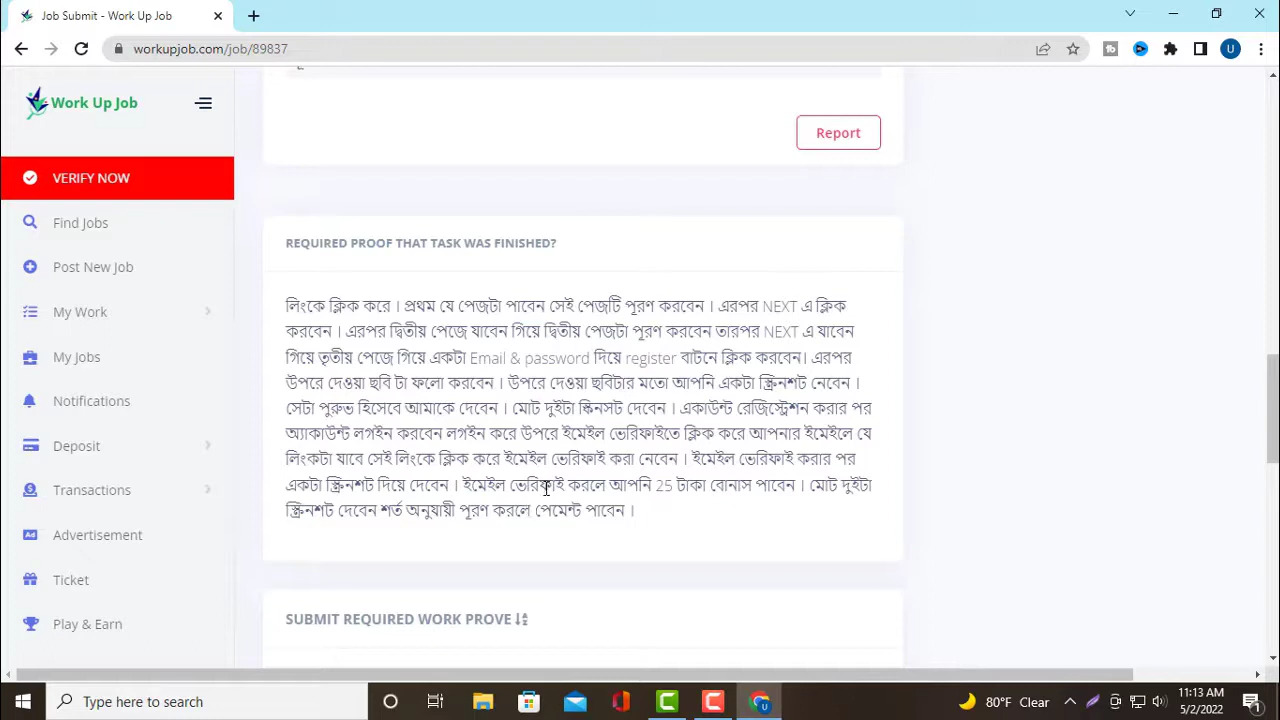 Job Submit - Work Up Job
workupjob.com/job/89837
U
Work Up Job
VERIFY NOW
Find Jobs
Post New Job
My Work
My Jobs
Notifications
Deposit
Transactions
Ad Advertisement
Ticket
Play & Earn
Report
REQUIRED PROOF THAT TASK WAS FINISHED?
লিংকে ক্লিক করে । প্রথম যে পেজটা পাবেন সেই পেজটি পূরণ করবেন । এরপর NEXT এ ক্লিক
করবেন । এরপর দ্বিতীয় পেজে যাবেন গিয়ে দ্বিতীয় পেজটা পূরণ করবেন তারপর NEXT এ যাবেন
গিয়ে তৃতীয় পেজে গিয়ে একটা Email & password দিয়ে register বাটনে ক্লিক করবেন। এরপর
উপরে দেওয়া ছবি টা ফলো করবেন । উপরে দেওয়া ছবিটার মতো আপনি একটা স্ক্রিনশট নেবেন ।
সেটা পুরুভ হিসেবে আমাকে দেবেন । মোট দুইটা স্কিনসট দেবেন । একাউন্ট রেজিস্ট্রেশন করার পর
অ্যাকাউন্ট লগইন করবেন লগইন করে উপরে ইমেইল ভেরিফাইতে ক্লিক করে আপনার ইমেইলে যে
লিংকটা যাবে সেই লিংকে ক্লিক করে ইমেইল ভেরিফাই করা নেবেন । ইমেইল ভেরিফাই করার পর
একটা স্ক্রিনশট দিয়ে দেবেন । ইমেইল ভেরিফাই করলে আপনি 25 টাকা বোনাস পাবেন । মোট দুইটা
স্ক্রিনশট দেবেন শর্ত অনুযায়ী পূরণ করলে পেমেন্ট পাবেন ।
SUBMIT REQUIRED WORK PROVE
Type here to search
80°F Clear
11:13 AM
5/2/2022
1